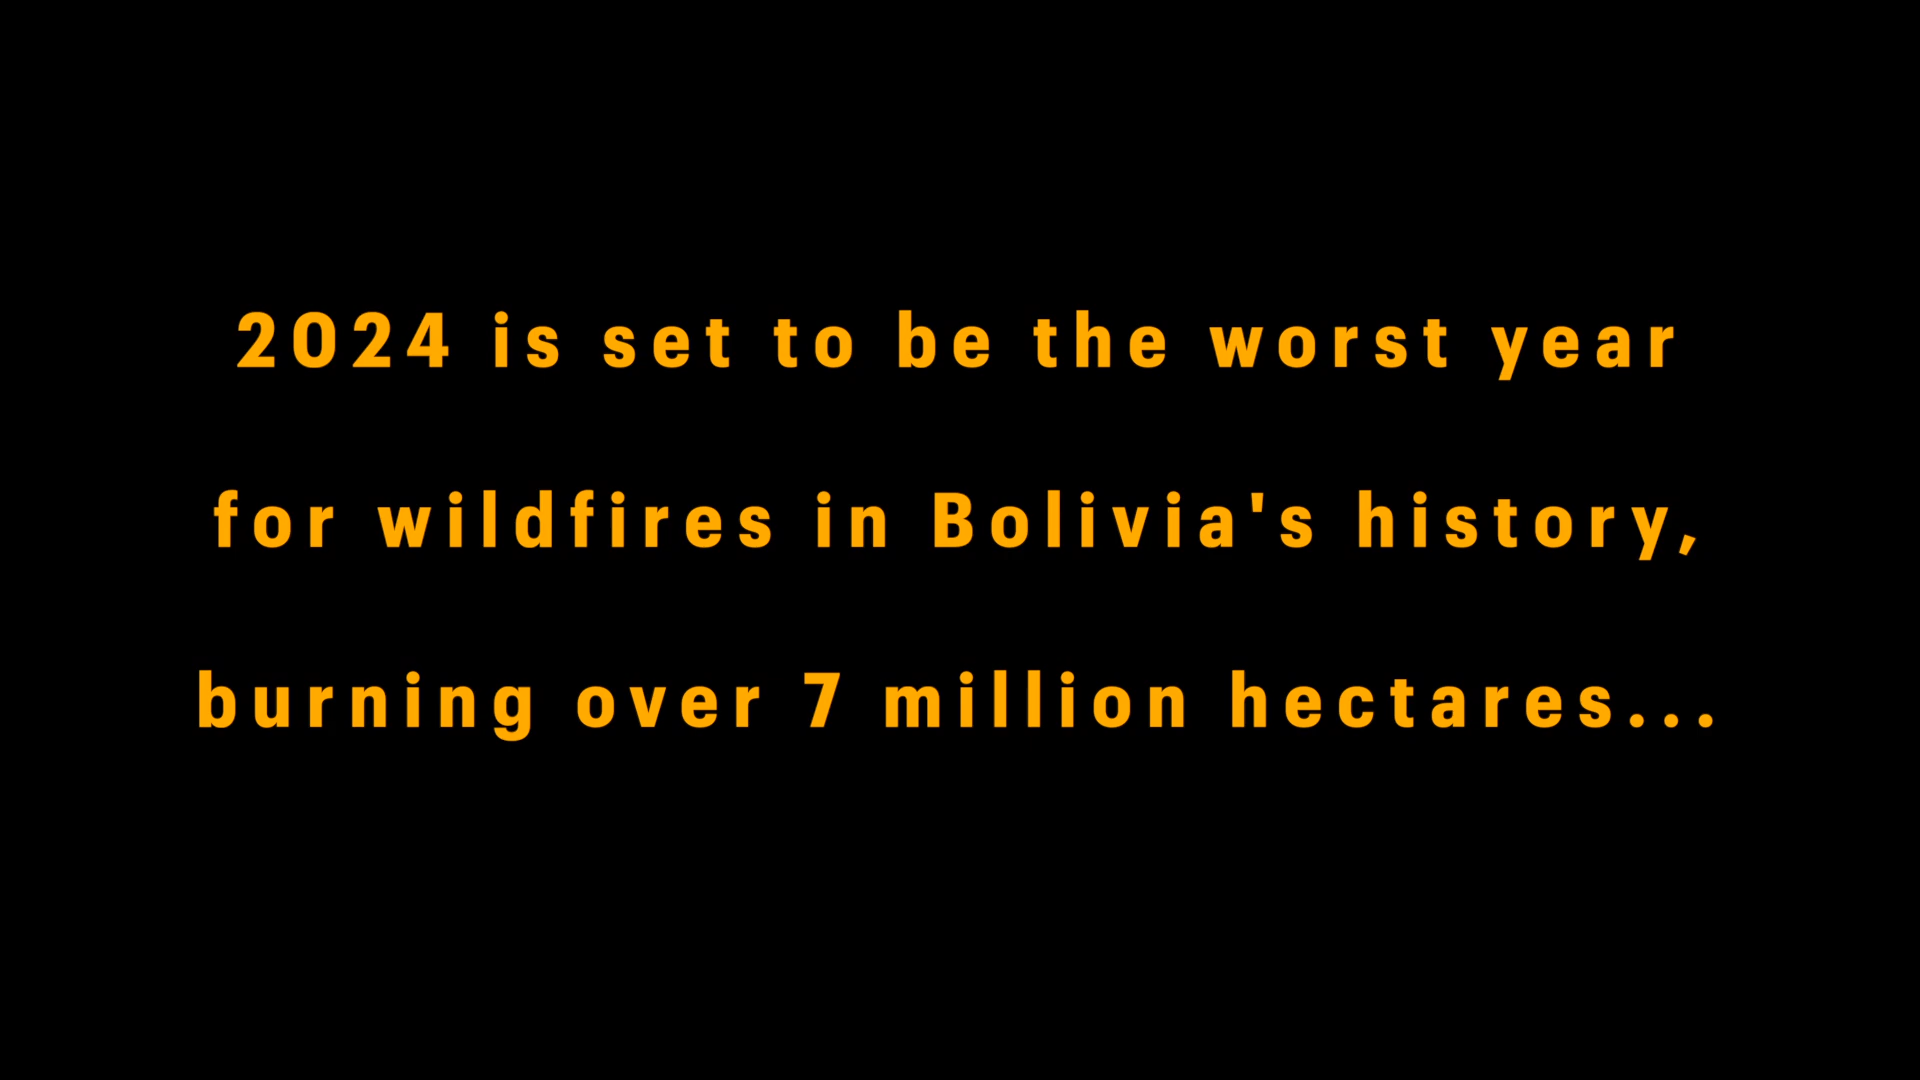 2024 is set to be the worst year
for wildfires in Bolivia's history,
burning over 7 million hectares...